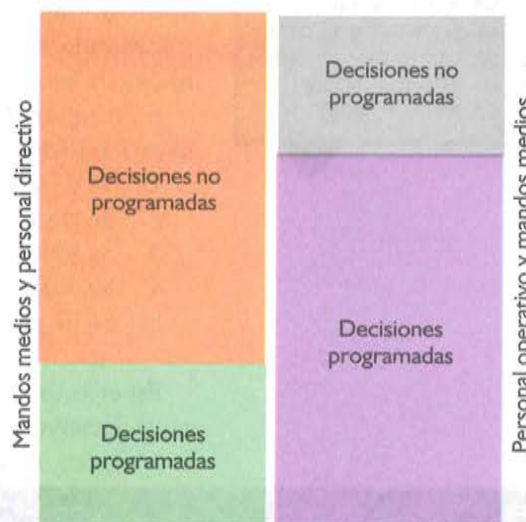 Mandos medios y personal directivo
Decisiones no
programadas
Decisiones
programadas
Decisiones no
programadas
Decisiones
programadas
Personal operativo y mandos medios